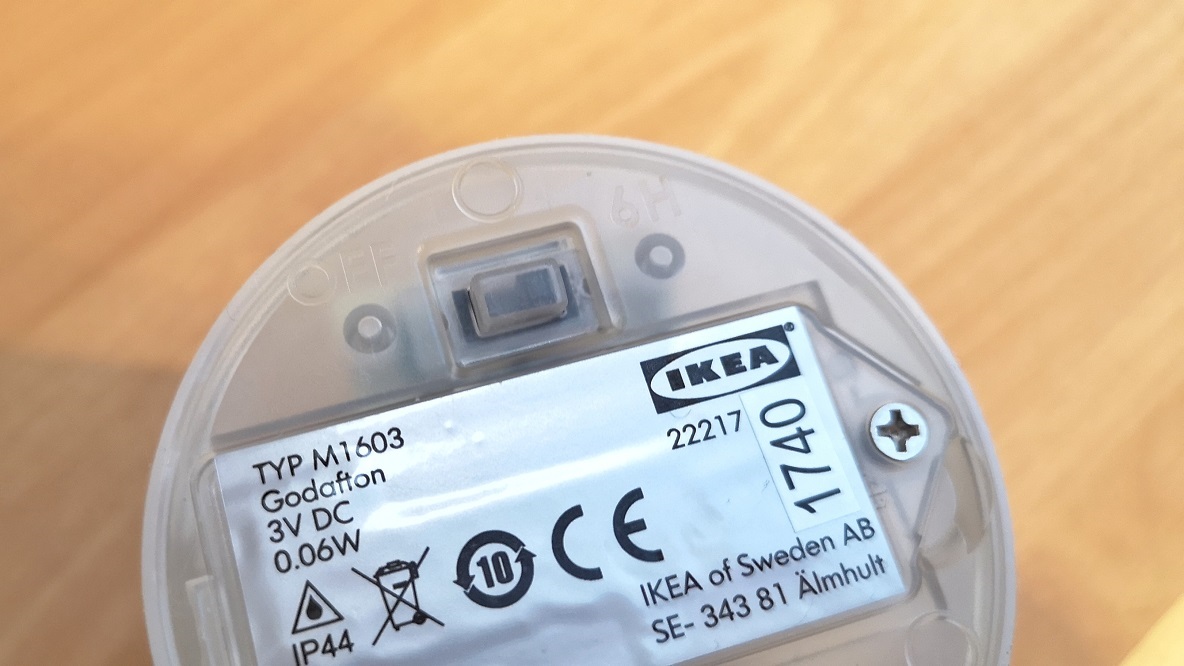 OFF
6H
IKEA®
22217
1740
TYP M1603
Godafton
3V DC
0.06W
10
CE
IP44
IKEA of Sweden AB
SE- 343 81 Älmhult